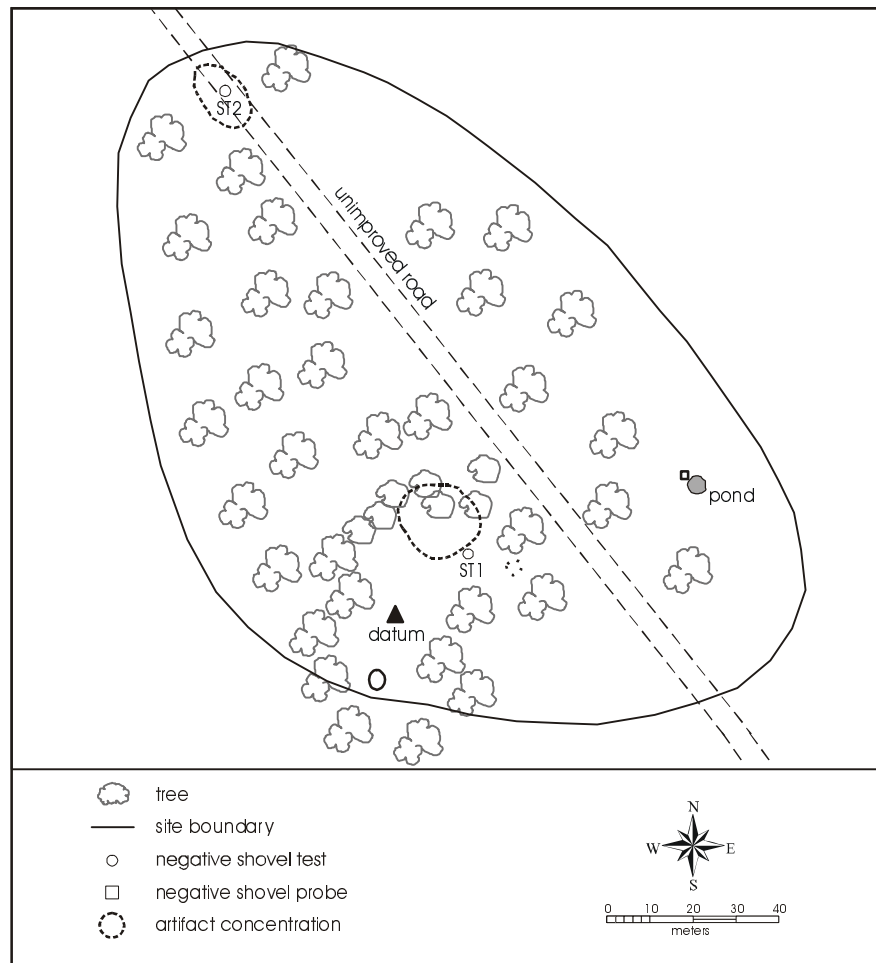 ST2
unimproved road
pond
ST1
datum
tree
site boundary
negative shovel test
negative shovel probe
artifact concentration
N
W E
S
0 10 20 30 40
meters